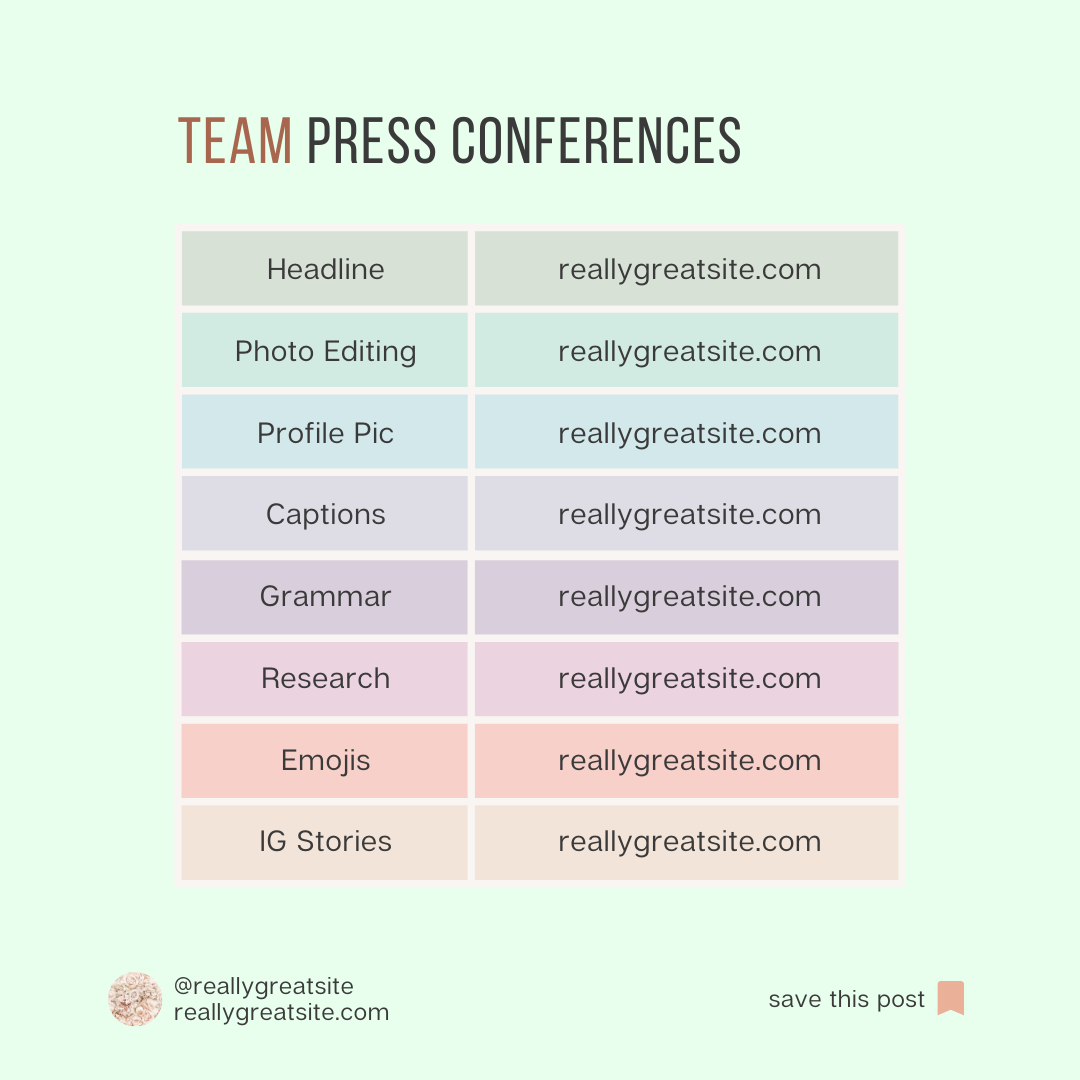 TEAM PRESS CONFERENCES
Headline reallygreatsite.com
Photo Editing reallygreatsite.com
Profile Pic reallygreatsite.com
Captions reallygreatsite.com
Grammar reallygreatsite.com
Research reallygreatsite.com
Emojis reallygreatsite.com
IG Stories reallygreatsite.com
@reallygreatsite
reallygreatsite.com
save this post